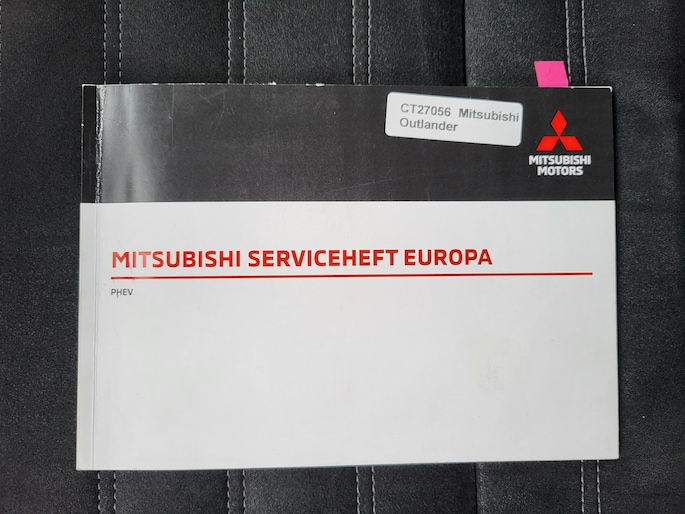 CT27056 Mitsubishi
Outlander
MITSUBISHI
MOTORS
MITSUBISHI SERVICEHEFT EUROPA
PHEV